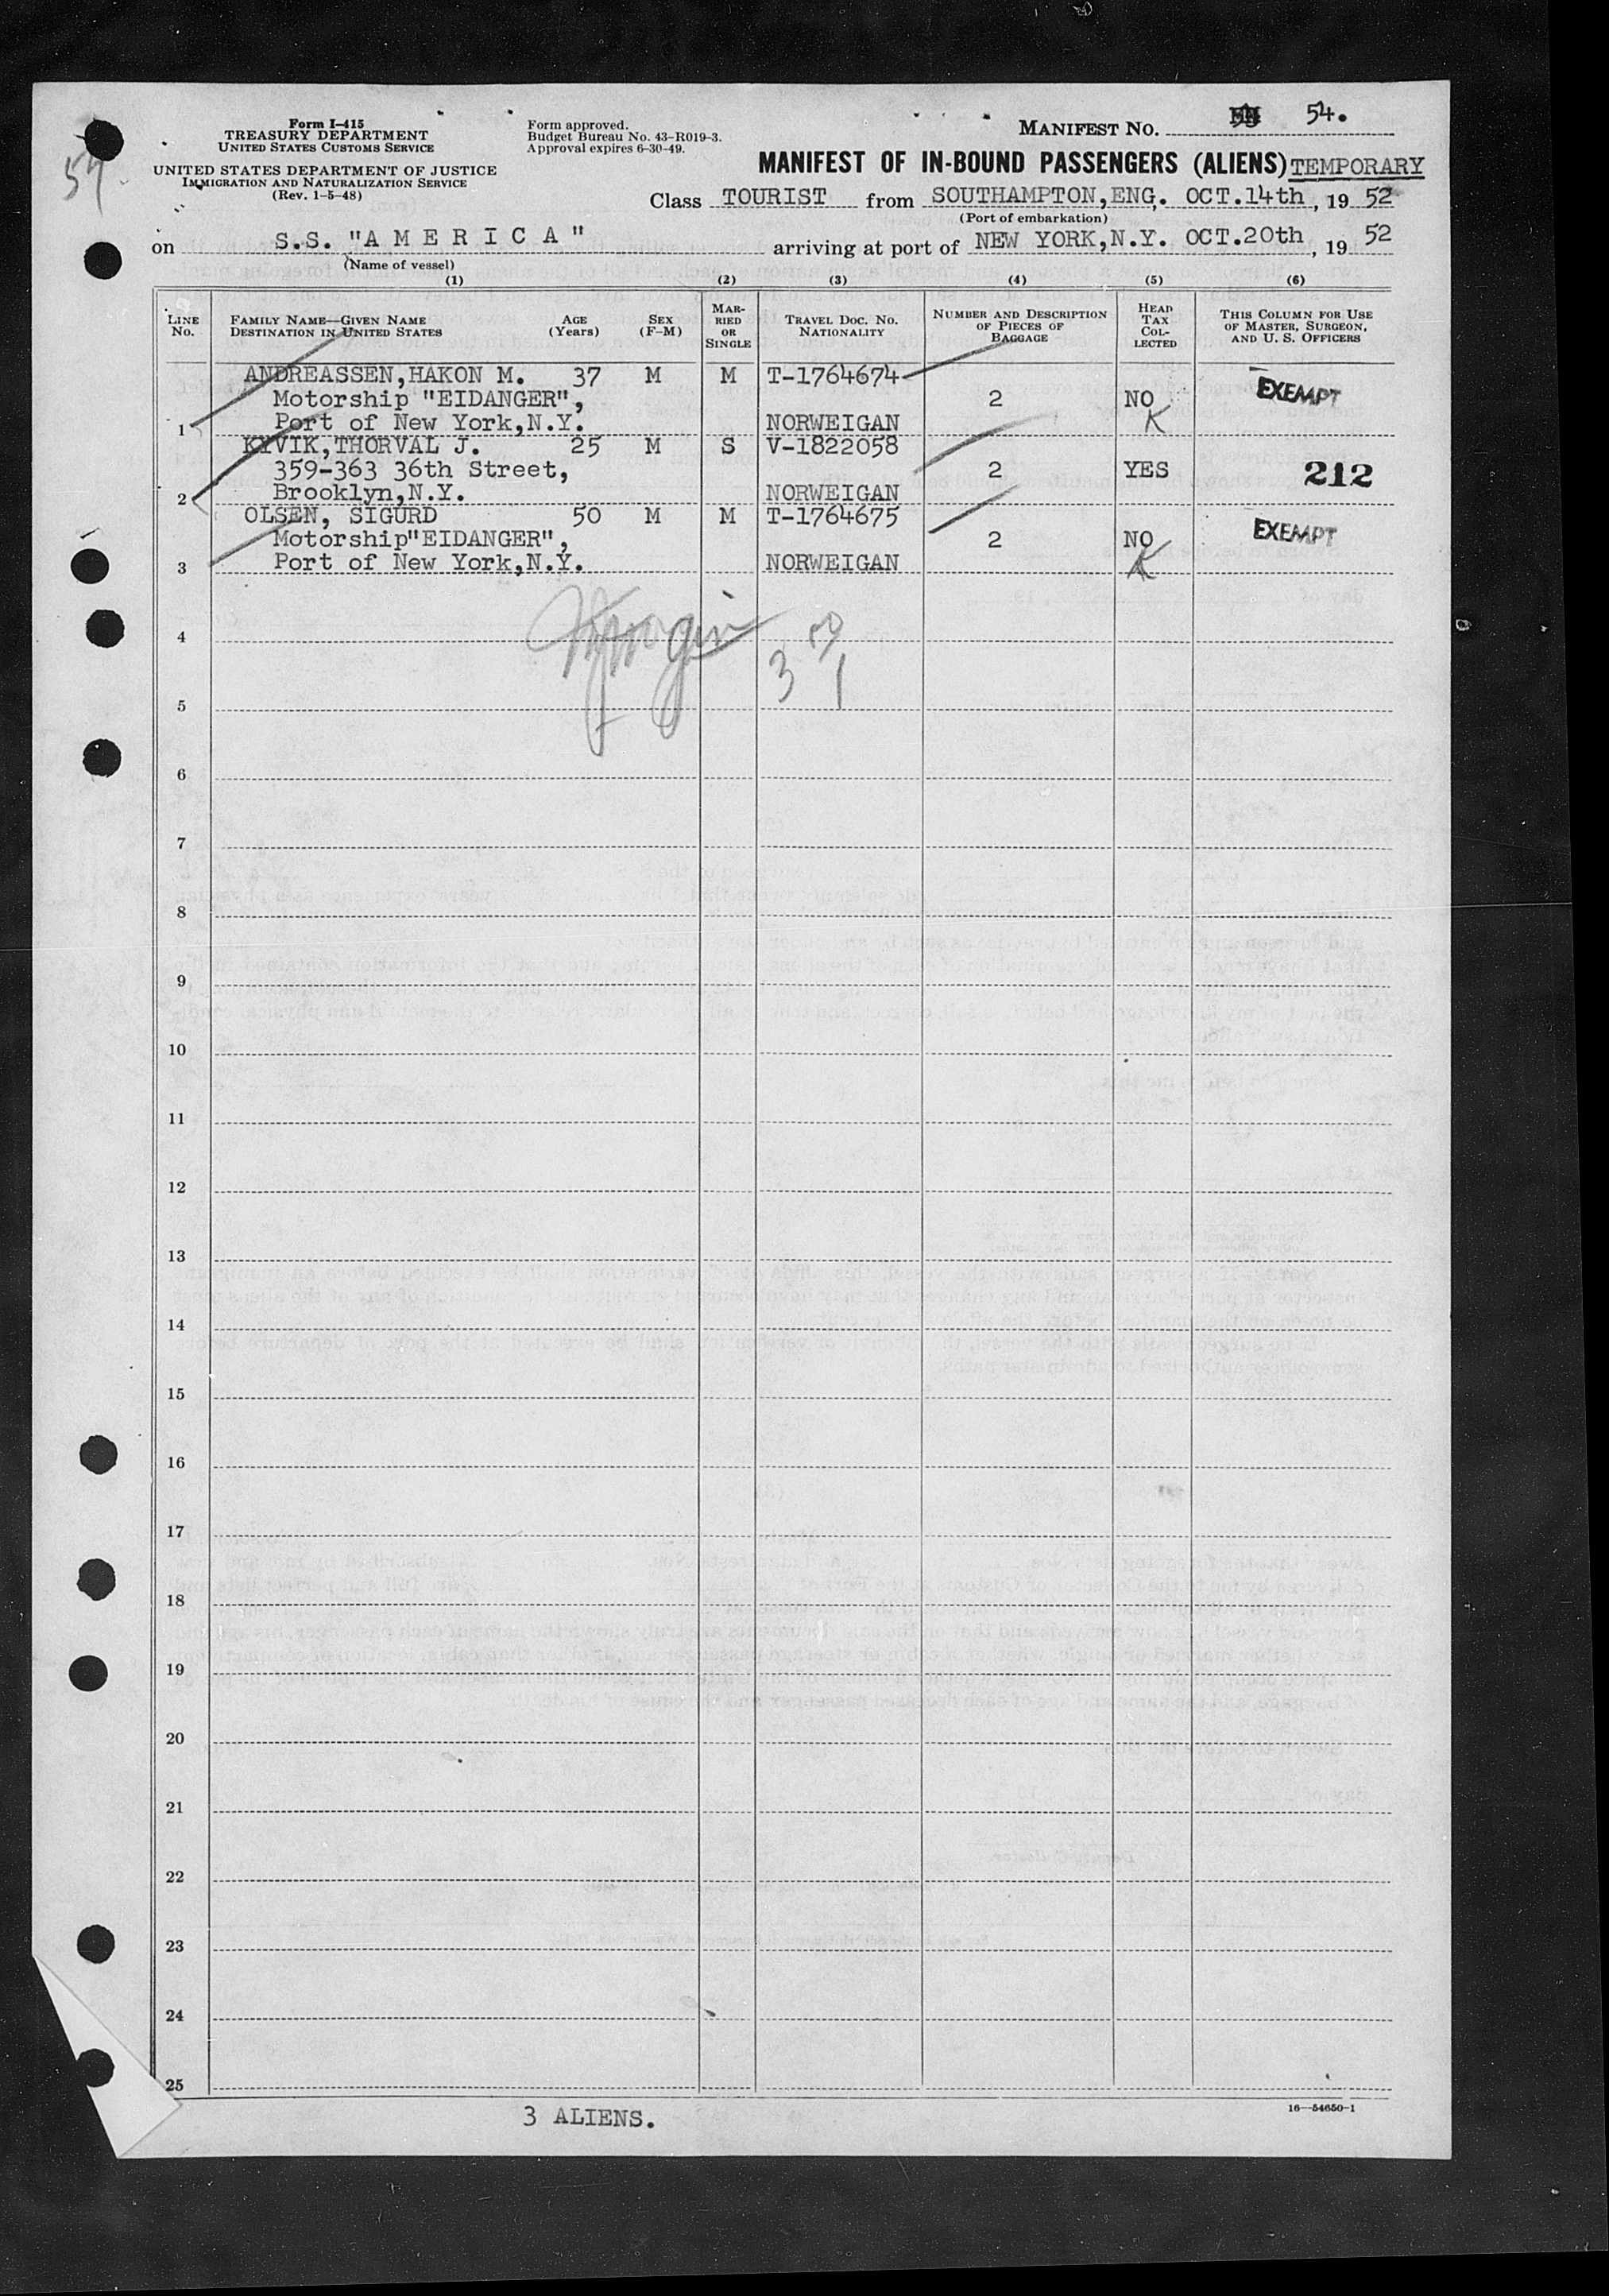 Form I-415
TREASURY DEPARTMENT
UNITED STATES CUSTOMS SERVICE
UNITED STATES DEPARTMENT OF JUSTICE
IMMIGRATION AND NATURALIZATION SERVICE
(Rev. 1-5-48)
Form approved.
Budget Bureau No. 43-R019-3.
Approval expires 6-30-49.
57
MANIFEST NO. 54.
MANIFEST OF IN-BOUND PASSENGERS (ALIENS) TEMPORARY
Class TOURIST from SOUTHAMPTON, ENG. OCT.14th, 19 52
(Port of embarkation)
on S.S. "A M E R I C A" arriving at port of NEW YORK,N.Y. OCT.20th, 19 52
(Name of vessel)
(1) (2) (3) (4) (5) (6)
LINE No. FAMILY NAME—GIVEN NAME DESTINATION IN UNITED STATES AGE (Years) SEX (F-M) MARRIED OR SINGLE TRAVEL DOC. NO. NATIONALITY NUMBER AND DESCRIPTION OF PIECES OF BAGGAGE HEAD TAX COLLECTED THIS COLUMN FOR USE OF MASTER, SURGEON, AND U. S. OFFICERS
ANDREASSEN,HAKON M. 37 M M T-1764674
Motorship "EIDANGER", 2 NO EXEMPT
1 Port of New York,N.Y. NORWEIGAN K
KYVIK,THORVAL J. 25 M S V-1822058
359-363 36th Street, 2 YES 212
2 Brooklyn,N.Y. NORWEIGAN
OLSEN, SIGURD 50 M M T-1764675
Motorship"EIDANGER", 2 NO EXEMPT
3 Port of New York,N.Y. NORWEIGAN K
4
3 1
5
6
7
8
9
10
11
12
13
14
15
16
17
18
19
20
21
22
23
24
25
3 ALIENS.
16—54650-1